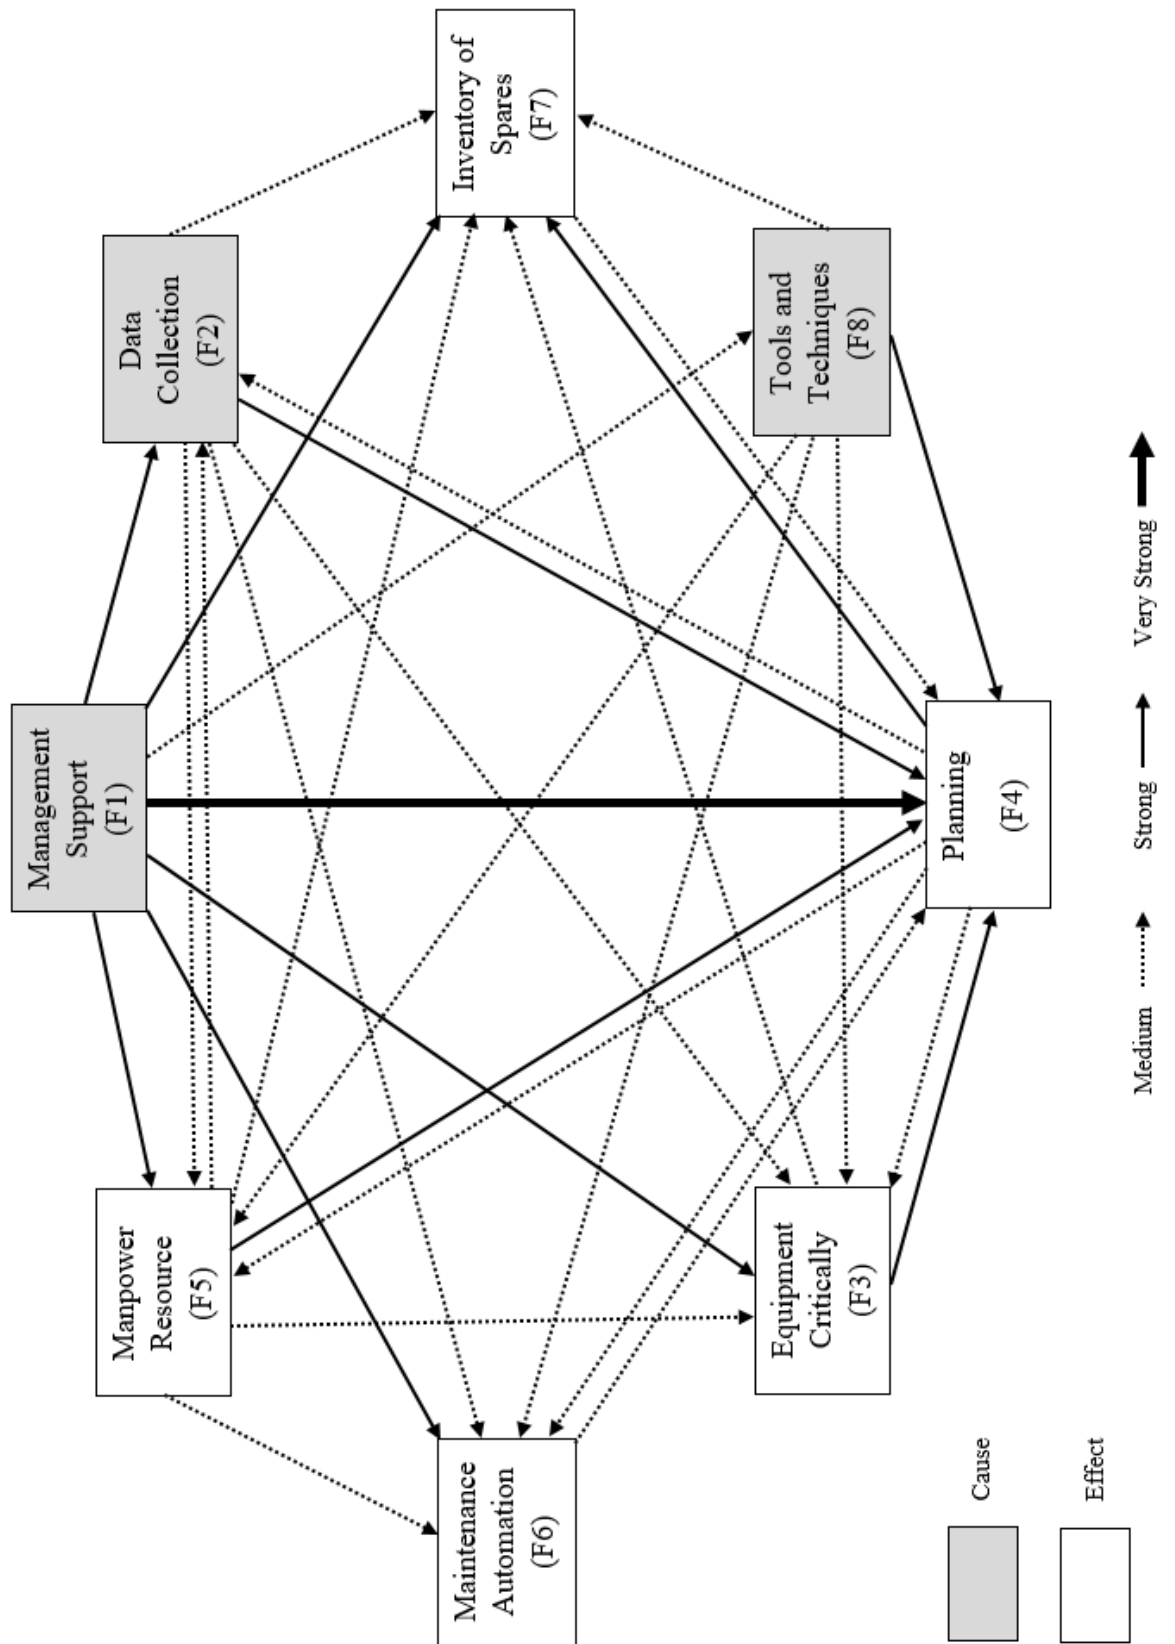 Management
Support
(F1)
Manpower
Resource
(F5)
Data
Collection
(F2)
Maintenance
Automation
(F6)
Inventory of
Spares
(F7)
Equipment
Critically
(F3)
Tools and
Techniques
(F8)
Planning
(F4)
Cause
Effect
Medium
Strong
Very Strong